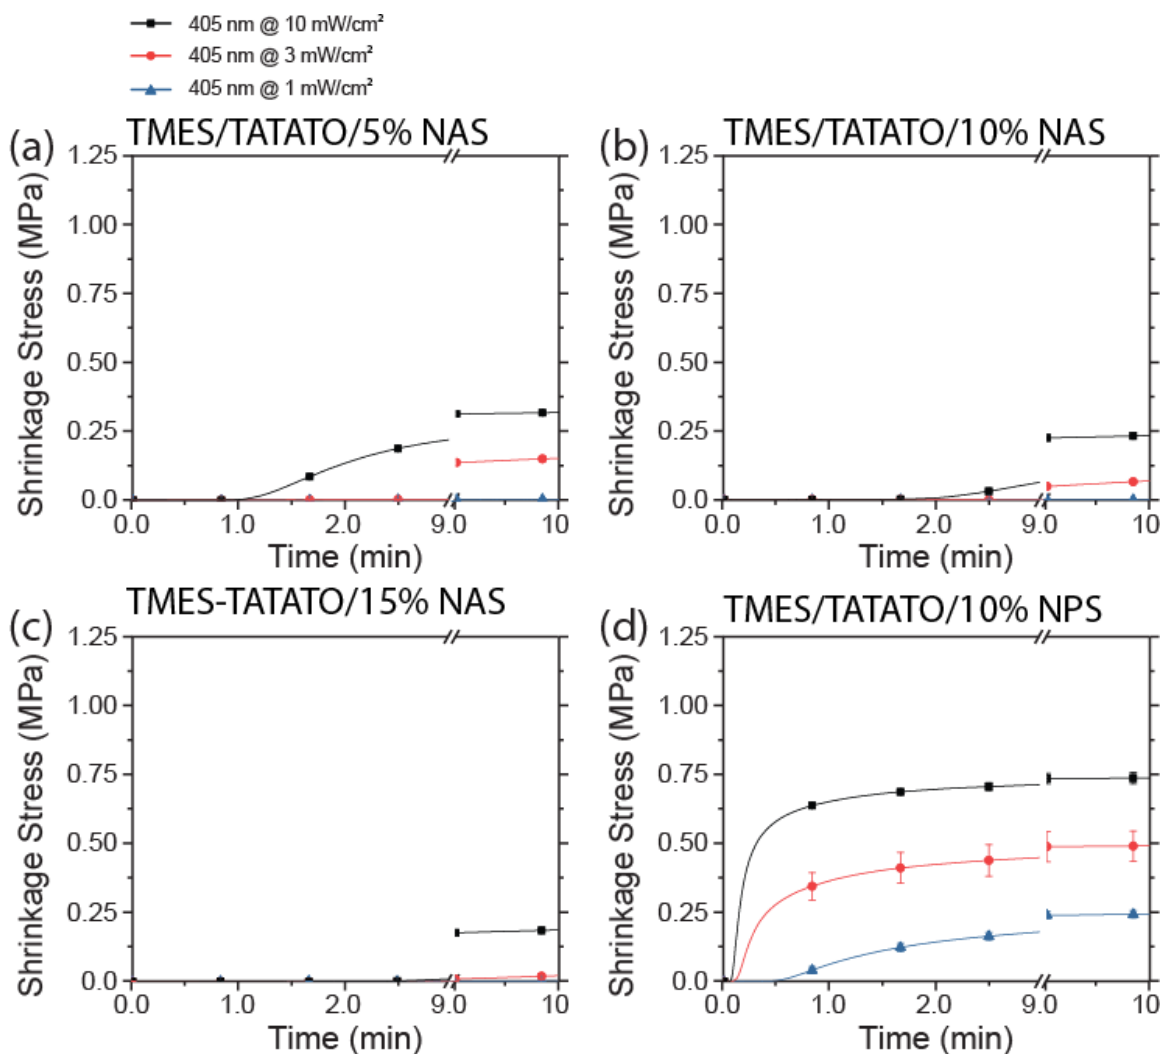 405 nm @ 10 mW/cm²
405 nm @ 3 mW/cm²
405 nm @ 1 mW/cm²
(a) TMES/TATATO/5% NAS
Shrinkage Stress (MPa)
1.25
1.00
0.75
0.50
0.25
0.0
0.0 1.0 2.0 9.0 10
Time (min)
(b) TMES/TATATO/10% NAS
Shrinkage Stress (MPa)
1.25
1.00
0.75
0.50
0.25
0.0
0.0 1.0 2.0 9.0 10
Time (min)
(c) TMES-TATATO/15% NAS
Shrinkage Stress (MPa)
1.25
1.00
0.75
0.50
0.25
0.0
0.0 1.0 2.0 9.0 10
Time (min)
(d) TMES/TATATO/10% NPS
Shrinkage Stress (MPa)
1.25
1.00
0.75
0.50
0.25
0.0
0.0 1.0 2.0 9.0 10
Time (min)